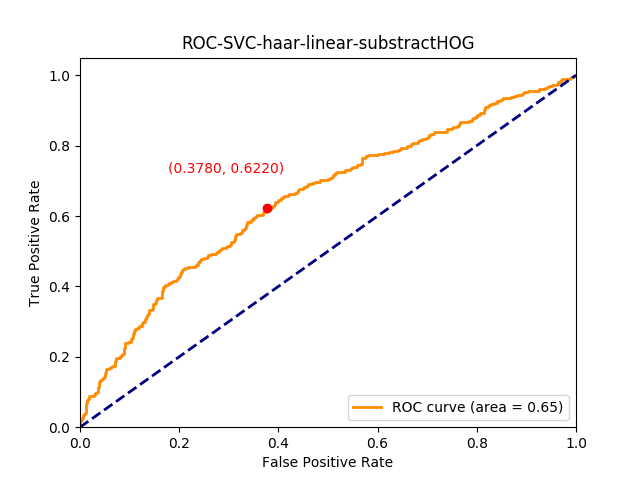 ROC-SVC-haar-linear-substractHOG
1.0
0.8
0.6
0.4
0.2
0.0
True Positive Rate
(0.3780, 0.6220)
ROC curve (area = 0.65)
0.0 0.2 0.4 0.6 0.8 1.0
False Positive Rate